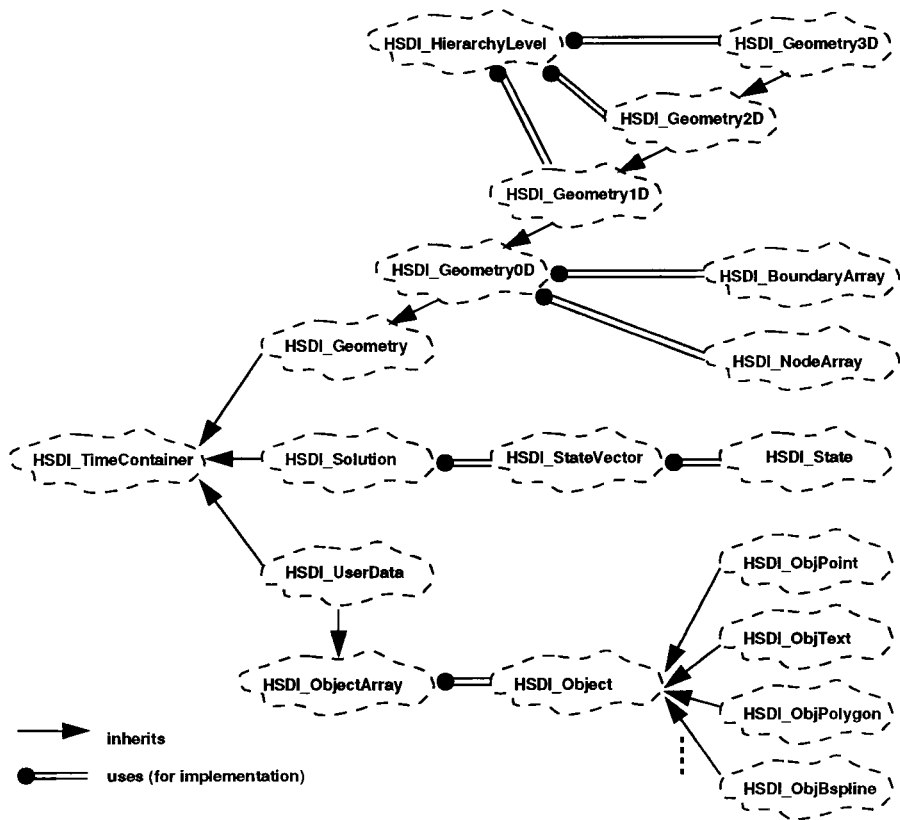 HSDI_HierarchyLevel
HSDI_Geometry3D
HSDI_Geometry2D
HSDI_Geometry1D
HSDI_Geometry0D
HSDI_BoundaryArray
HSDI_Geometry
HSDI_NodeArray
HSDI_TimeContainer
HSDI_Solution
HSDI_StateVector
HSDI_State
HSDI_UserData
HSDI_ObjPoint
HSDI_ObjText
HSDI_ObjectArray
HSDI_Object
HSDI_ObjPolygon
inherits
uses (for implementation)
HSDI_ObjBspline